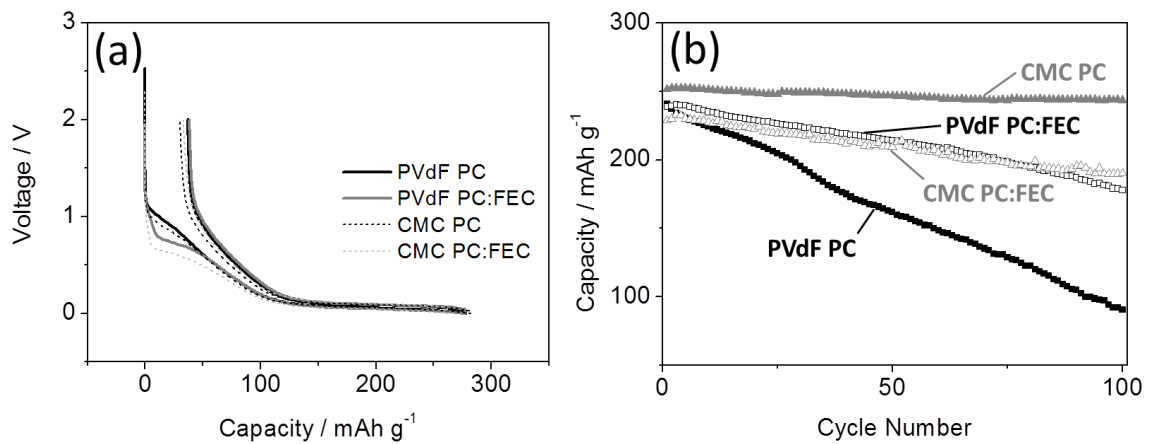 (a)
3
2
1
0
Voltage / V
PVdF PC
PVdF PC:FEC
CMC PC
CMC PC:FEC
0
100
200
300
Capacity / mAh g⁻¹
(b)
300
200
100
Capacity / mAh g⁻¹
CMC PC
PVdF PC:FEC
CMC PC:FEC
PVdF PC
0
50
100
Cycle Number